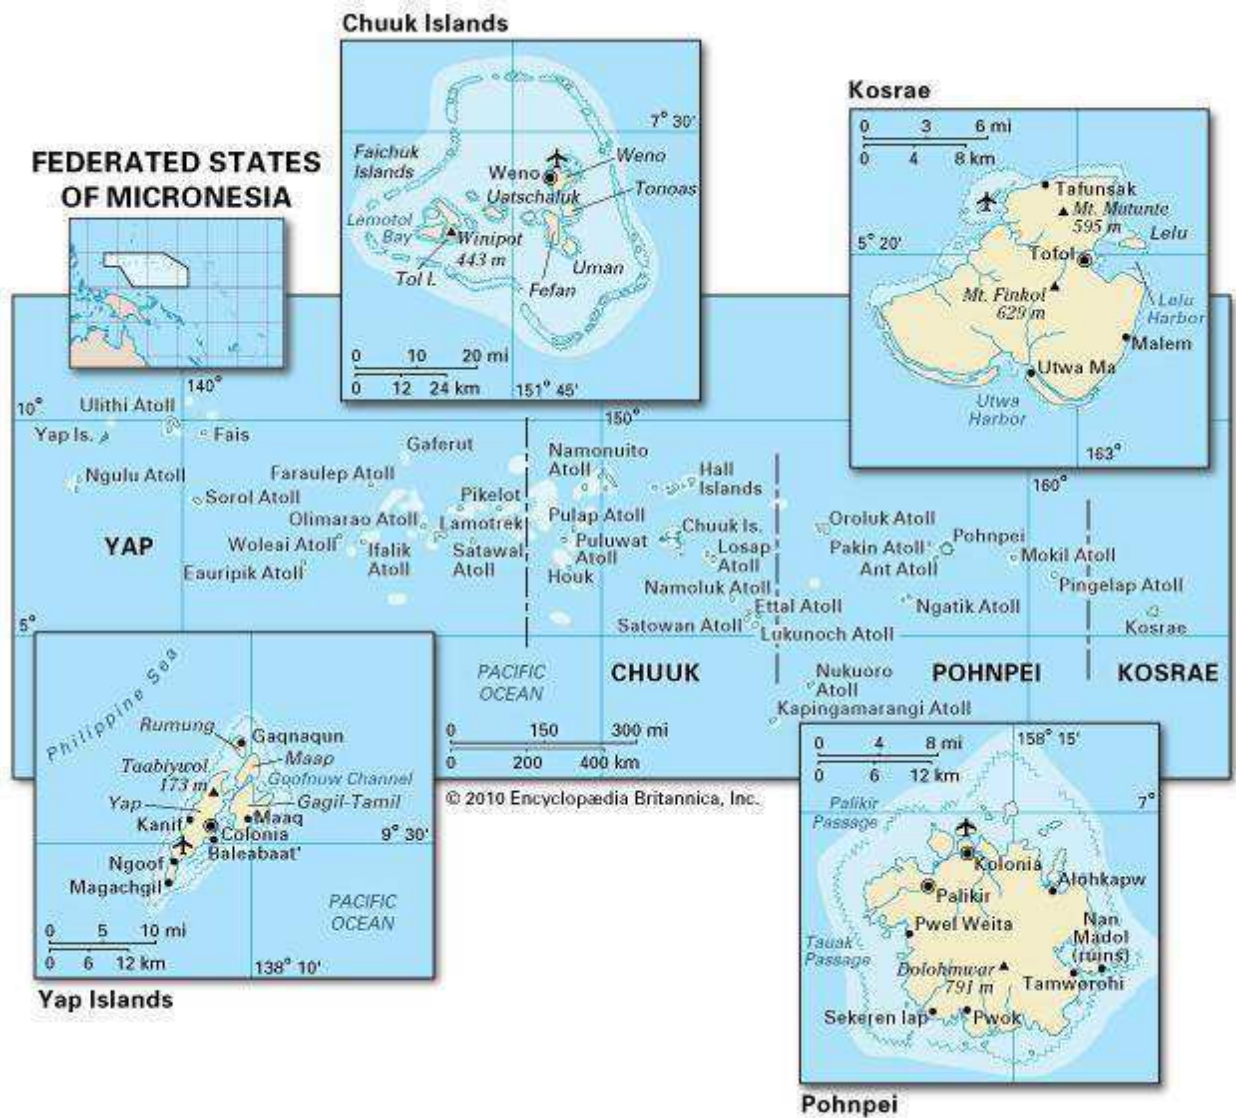 Chuuk Islands
7° 30'
Faichuk
Islands
Weno
Weno
Tonoas
Uatschaluk
Lemotol
Bay
Winipot
443 m
Tol I.
Uman
Fefan
0 10 20 mi
0 12 24 km
151° 45'
Kosrae
0 3 6 mi
0 4 8 km
Tafunsak
Mt. Mutunte
595 m
5° 20'
Lelu
Tofol
Mt. Finkol
629 m
Lelu
Harbor
Malem
Utwa Ma
Utwa
Harbor
163°
FEDERATED STATES
OF MICRONESIA
140°
10°
150°
160°
5°
Ulithi Atoll
Yap Is.
Fais
Ngulu Atoll
Sorol Atoll
Gaferut
Faraulep Atoll
Pikelot
Olimarao Atoll
Lamotrek
Woleai Atoll
Ifalik
Atoll
Satawal
Atoll
Eauripik Atoll
YAP
Namonuito
Atoll
Hall
Islands
Pulap Atoll
Chuuk Is.
Puluwat
Atoll
Losap
Atoll
Houk
Namoluk Atoll
Ettal Atoll
Satowan Atoll
Lukunoch Atoll
CHUUK
Oroluk Atoll
Pakin Atoll
Pohnpei
Ant Atoll
Mokil Atoll
Pingelap Atoll
Ngatik Atoll
Kosrae
Nukuoro
Atoll
POHNPEI
KOSRAE
Kapingamarangi Atoll
PACIFIC
OCEAN
0 150 300 mi
0 200 400 km
© 2010 Encyclopædia Britannica, Inc.
Philippine Sea
Rumung
Gaqnaqun
Maap
Taabiywol
173 m
Goofnuw Channel
Yap
Gagil-Tamil
Kanif
Maaq
Colonia
9° 30'
Baleabaat'
Ngoof
Magachgil
PACIFIC
OCEAN
0 5 10 mi
0 6 12 km
138° 10'
Yap Islands
0 4 8 mi
0 6 12 km
158° 15'
7°
Palikir
Passage
Kolonia
Alohkapw
Palikir
Pwel Weita
Nan
Madol
(ruins)
Tauak
Passage
Dolohmwar
791 m
Tamworohi
Sekeren Iap
Pwok
Pohnpei